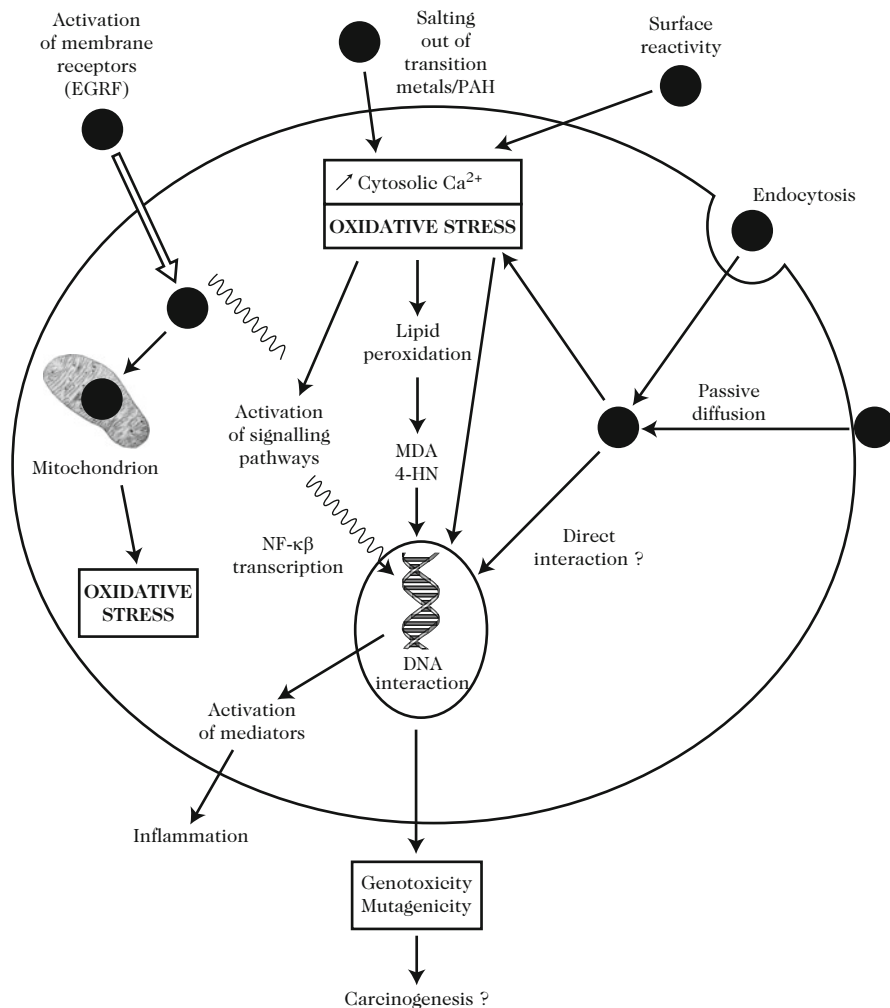 Activation
of membrane
receptors
(EGRF)
Salting
out of
transition
metals/PAH
Surface
reactivity
↗ Cytosolic Ca²⁺
OXIDATIVE STRESS
Endocytosis
Lipid
peroxidation
Passive
diffusion
Activation
of signalling
pathways
MDA
4-HN
Mitochondrion
NF-κβ
transcription
Direct
interaction ?
OXIDATIVE
STRESS
DNA
interaction
Activation
of mediators
Inflammation
Genotoxicity
Mutagenicity
Carcinogenesis ?